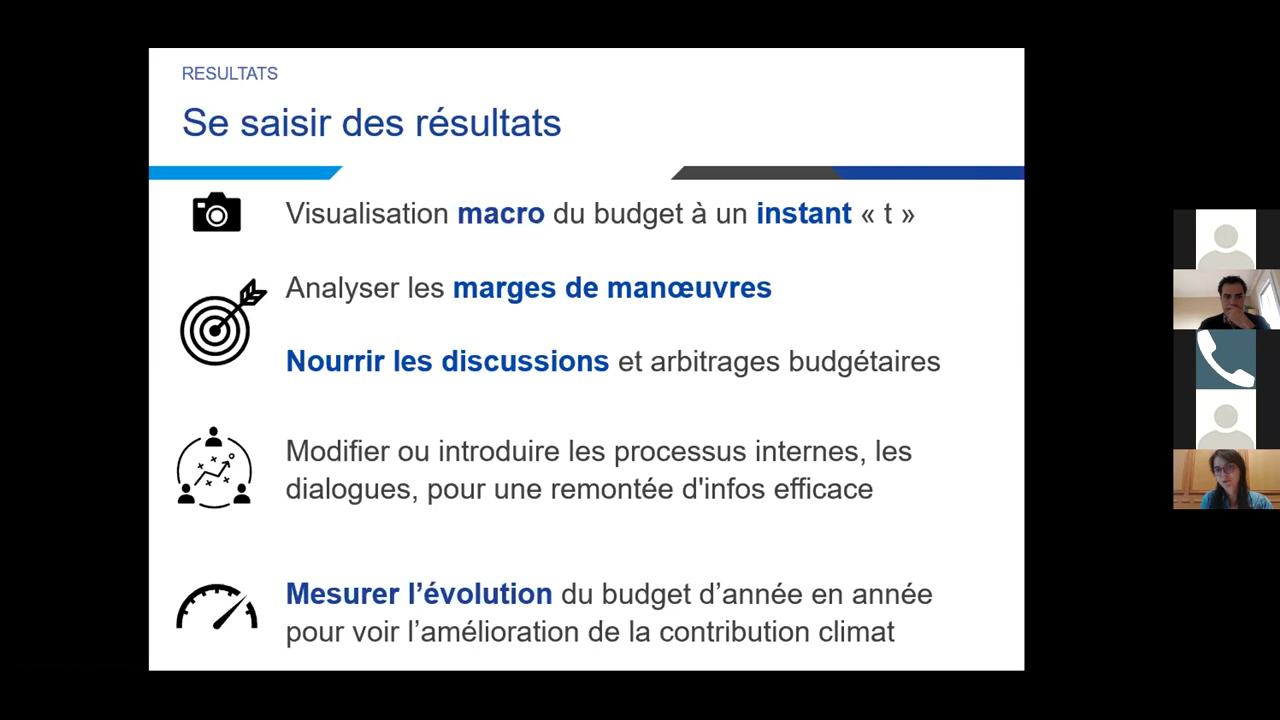 RESULTATS
Se saisir des résultats
Visualisation macro du budget à un instant « t »
Analyser les marges de manœuvres
Nourrir les discussions et arbitrages budgétaires
Modifier ou introduire les processus internes, les
dialogues, pour une remontée d'infos efficace
Mesurer l’évolution du budget d’année en année
pour voir l’amélioration de la contribution climat